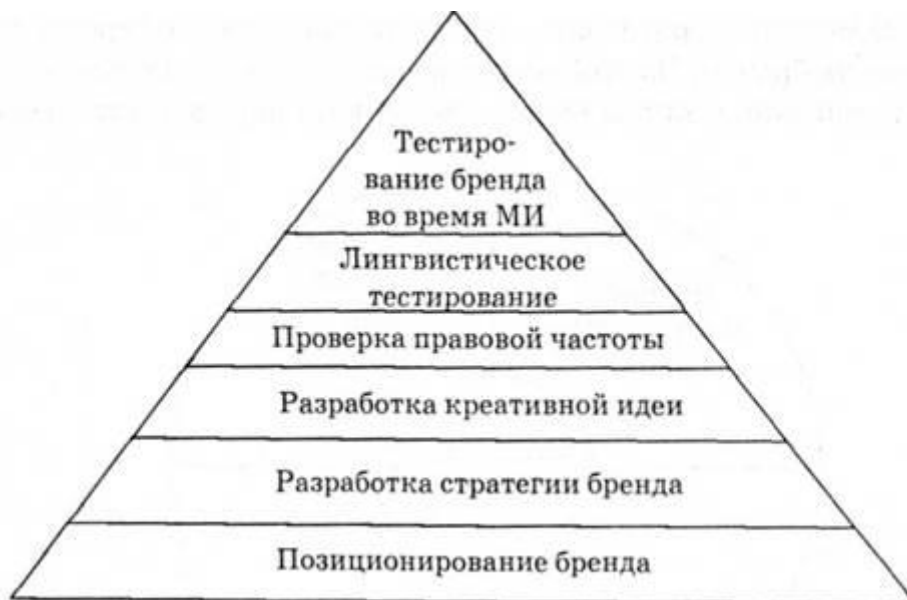 Тестиро-
вание бренда
во время МИ
Лингвистическое
тестирование
Проверка правовой частоты
Разработка креативной идеи
Разработка стратегии бренда
Позиционирование бренда